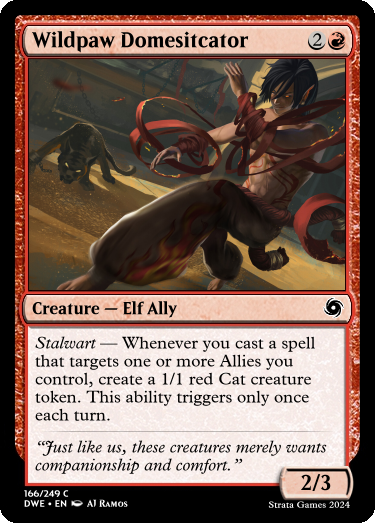 Wildpaw Domesitcator 2
Creature — Elf Ally
Stalwart — Whenever you cast a spell
that targets one or more Allies you
control, create a 1/1 red Cat creature
token. This ability triggers only once
each turn.
“Just like us, these creatures merely wants
companionship and comfort.”
2/3
166/249 C
DWE • EN AJ Ramos
Strata Games 2024